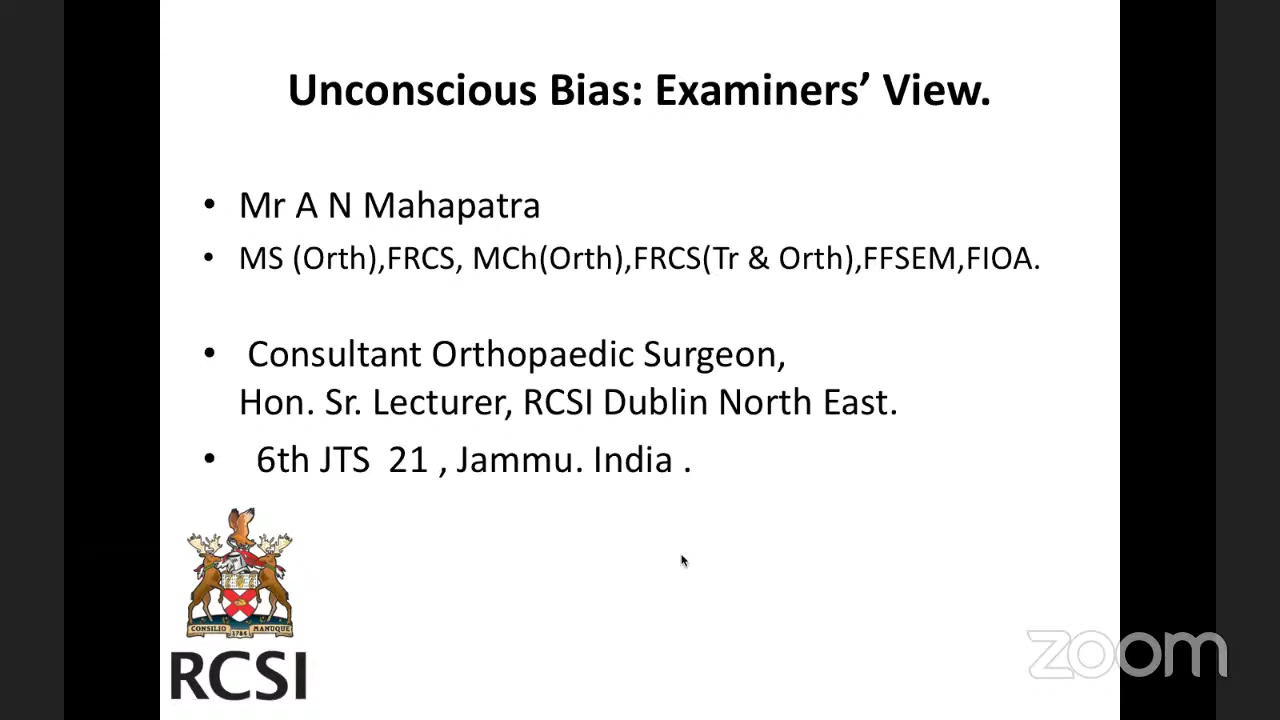 Unconscious Bias: Examiners’ View.
• Mr A N Mahapatra
• MS (Orth),FRCS, MCh(Orth),FRCS(Tr & Orth),FFSEM,FIOA.
• Consultant Orthopaedic Surgeon,
Hon. Sr. Lecturer, RCSI Dublin North East.
• 6th JTS 21 , Jammu. India .
CONSILIO 1784 MANUQUE
RCSI
zoom